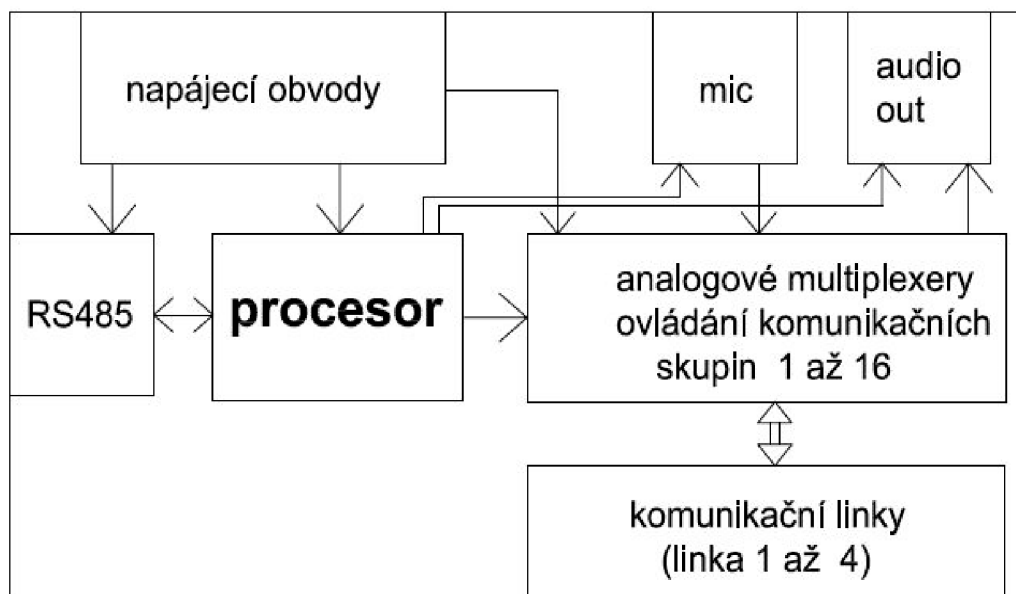 napájecí obvody
mic
audio
out
RS485
procesor
analogové multiplexery
ovládání komunikačních
skupin 1 až 16
komunikační linky
(linka 1 až 4)